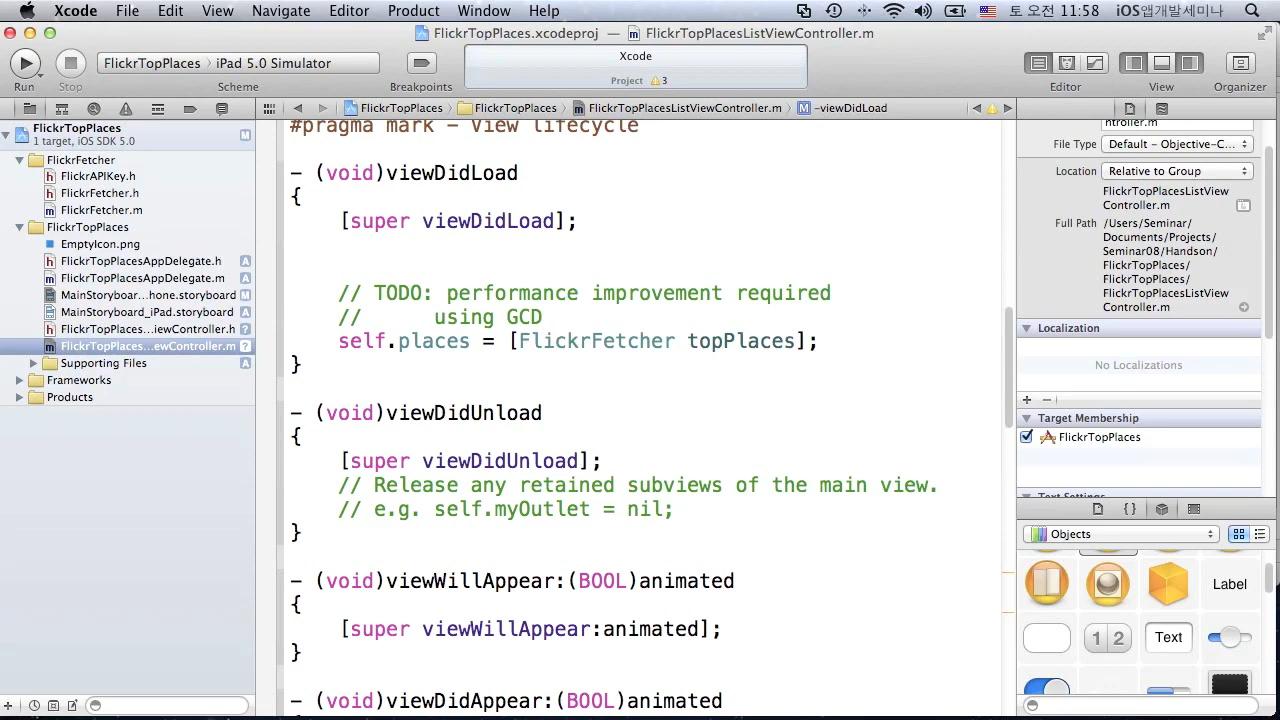 Xcode File Edit View Navigate Editor Product Window Help 토 오전 11:58 iOS앱개발세미나
FlickrTopPlaces.xcodeproj — FlickrTopPlacesListViewController.m
FlickrTopPlaces iPad 5.0 Simulator
Xcode
Project 3
Run Stop Scheme Breakpoints Editor View Organizer
FlickrTopPlaces FlickrTopPlaces FlickrTopPlacesListViewController.m M -viewDidLoad
FlickrTopPlaces M
1 target, iOS SDK 5.0
FlickrFetcher
h FlickrAPIKey.h
h FlickrFetcher.h
m FlickrFetcher.m
FlickrTopPlaces
EmptyIcon.png
h FlickrTopPlacesAppDelegate.h A
m FlickrTopPlacesAppDelegate.m A
MainStoryboar...hone.storyboard M
MainStoryboard_iPad.storyboard A
h FlickrTopPlaces...iewController.h ?
m FlickrTopPlaces...ewController.m ?
Supporting Files A
Frameworks
Products
#pragma mark - View lifecycle
- (void)viewDidLoad
{
[super viewDidLoad];
// TODO: performance improvement required
// using GCD
self.places = [FlickrFetcher topPlaces];
}
- (void)viewDidUnload
{
[super viewDidUnload];
// Release any retained subviews of the main view.
// e.g. self.myOutlet = nil;
}
- (void)viewWillAppear:(BOOL)animated
{
[super viewWillAppear:animated];
}
- (void)viewDidAppear:(BOOL)animated
ntroller.m
File Type Default - Objective-C...
Location Relative to Group
FlickrTopPlacesListView
Controller.m
Full Path /Users/Seminar/
Documents/Projects/
Seminar08/Handson/
FlickrTopPlaces/
FlickrTopPlaces/
FlickrTopPlacesListView
Controller.m
Localization
No Localizations
Target Membership
FlickrTopPlaces
Text Settings
{ }
Objects
Label
1 2 Text